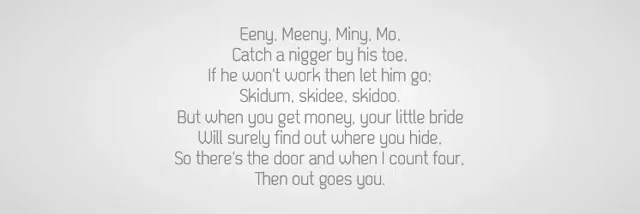 Eeny, Meeny, Miny, Mo,
Catch a nigger by his toe,
If he won't work then let him go;
Skidum, skidee, skidoo.
But when you get money, your little bride
Will surely find out where you hide,
So there's the door and when I count four,
Then out goes you.